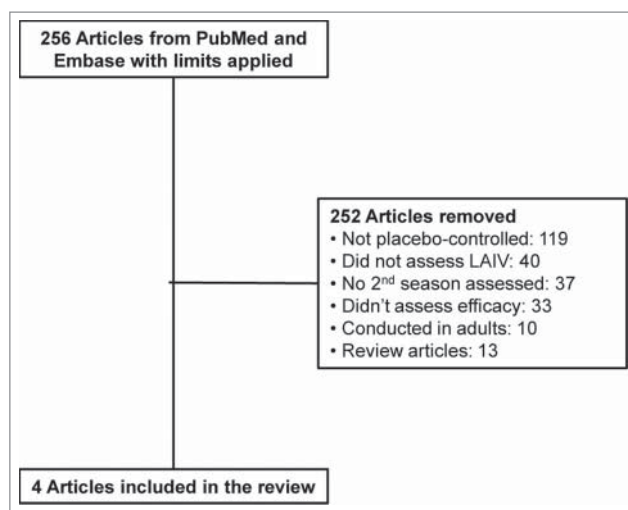 256 Articles from PubMed and
Embase with limits applied
252 Articles removed
• Not placebo-controlled: 119
• Did not assess LAIV: 40
• No 2nd season assessed: 37
• Didn't assess efficacy: 33
• Conducted in adults: 10
• Review articles: 13
4 Articles included in the review